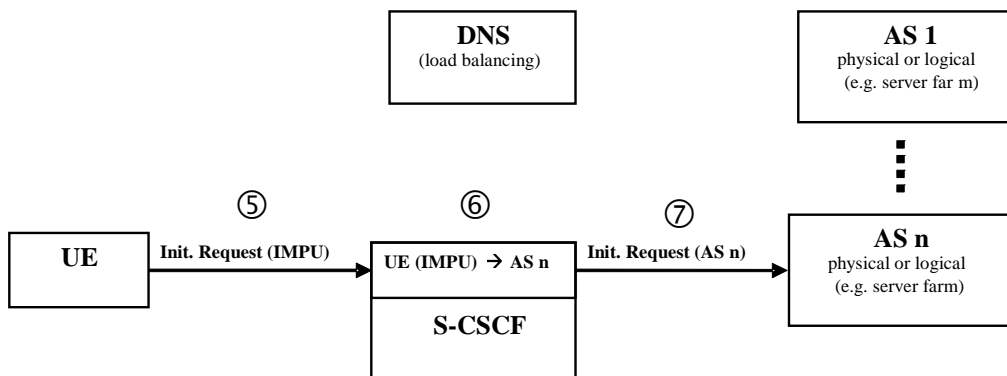 DNS
(load balancing)
AS 1
physical or logical
(e.g. server far m)
⑤
⑥
⑦
UE
Init. Request (IMPU)
UE (IMPU) → AS n
Init. Request (AS n)
AS n
physical or logical
(e.g. server farm)
S-CSCF